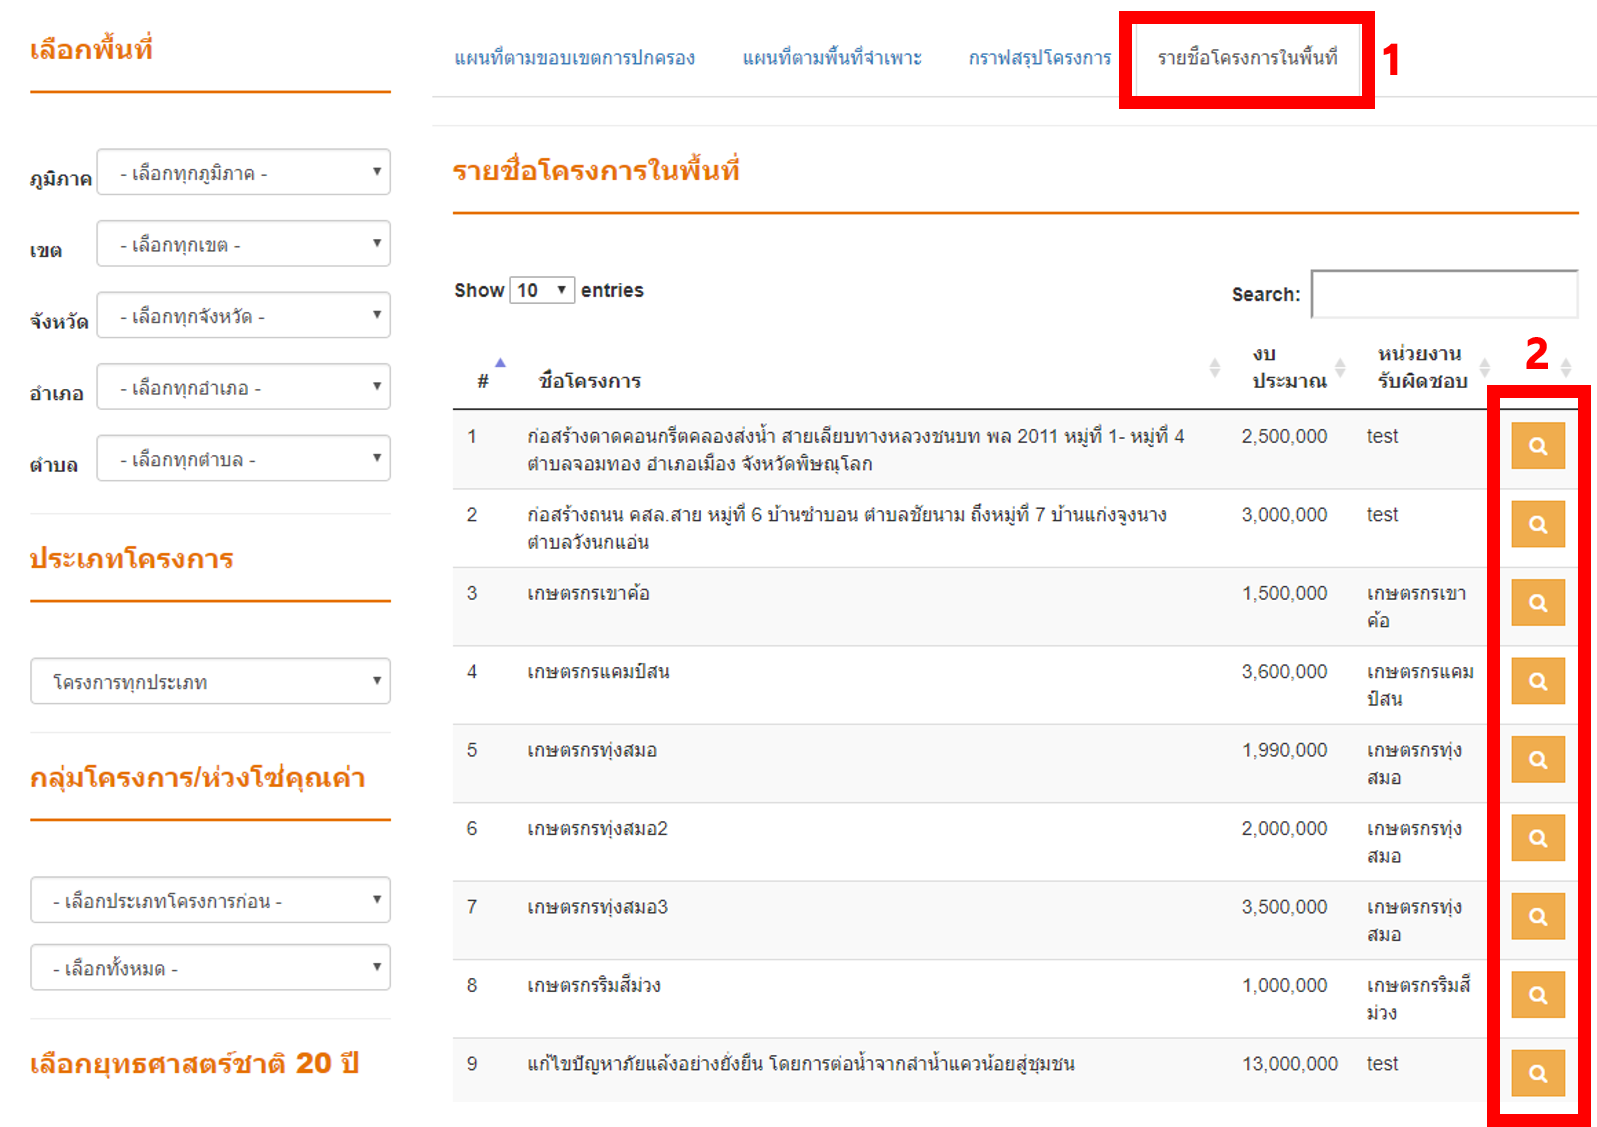 เลือกพื้นที่
ภูมิภาค - เลือกทุกภูมิภาค -
เขต - เลือกทุกเขต -
จังหวัด - เลือกทุกจังหวัด -
อำเภอ - เลือกทุกอำเภอ -
ตำบล - เลือกทุกตำบล -
ประเภทโครงการ
โครงการทุกประเภท
กลุ่มโครงการ/ห่วงโซ่คุณค่า
- เลือกประเภทโครงการก่อน -
- เลือกทั้งหมด -
เลือกยุทธศาสตร์ชาติ 20 ปี
แผนที่ตามขอบเขตการปกครอง แผนที่ตามพื้นที่จำเพาะ กราฟสรุปโครงการ รายชื่อโครงการในพื้นที่ 1
รายชื่อโครงการในพื้นที่
Show 10 entries Search:
# ชื่อโครงการ
งบ
ประมาณ
หน่วยงาน
รับผิดชอบ
2
1 ก่อสร้างดาดคอนกรีตคลองส่งน้ำ สายเลียบทางหลวงชนบท พล 2011 หมู่ที่ 1- หมู่ที่ 4 2,500,000 test
ตำบลจอมทอง อำเภอเมือง จังหวัดพิษณุโลก
2 ก่อสร้างถนน คสล.สาย หมู่ที่ 6 บ้านซำบอน ตำบลชัยนาม ถึงหมู่ที่ 7 บ้านแก่งจูงนาง 3,000,000 test
ตำบลวังนกแอ่น
3 เกษตรกรเขาค้อ 1,500,000 เกษตรกรเขา
ค้อ
4 เกษตรกรแคมป์สน 3,600,000 เกษตรกรแคม
ป์สน
5 เกษตรกรทุ่งสมอ 1,990,000 เกษตรกรทุ่ง
สมอ
6 เกษตรกรทุ่งสมอ2 2,000,000 เกษตรกรทุ่ง
สมอ
7 เกษตรกรทุ่งสมอ3 3,500,000 เกษตรกรทุ่ง
สมอ
8 เกษตรกรริมสีม่วง 1,000,000 เกษตรกรริมสี
ม่วง
9 แก้ไขปัญหาภัยแล้งอย่างยั่งยืน โดยการต่อน้ำจากลำน้ำแควน้อยสู่ชุมชน 13,000,000 test